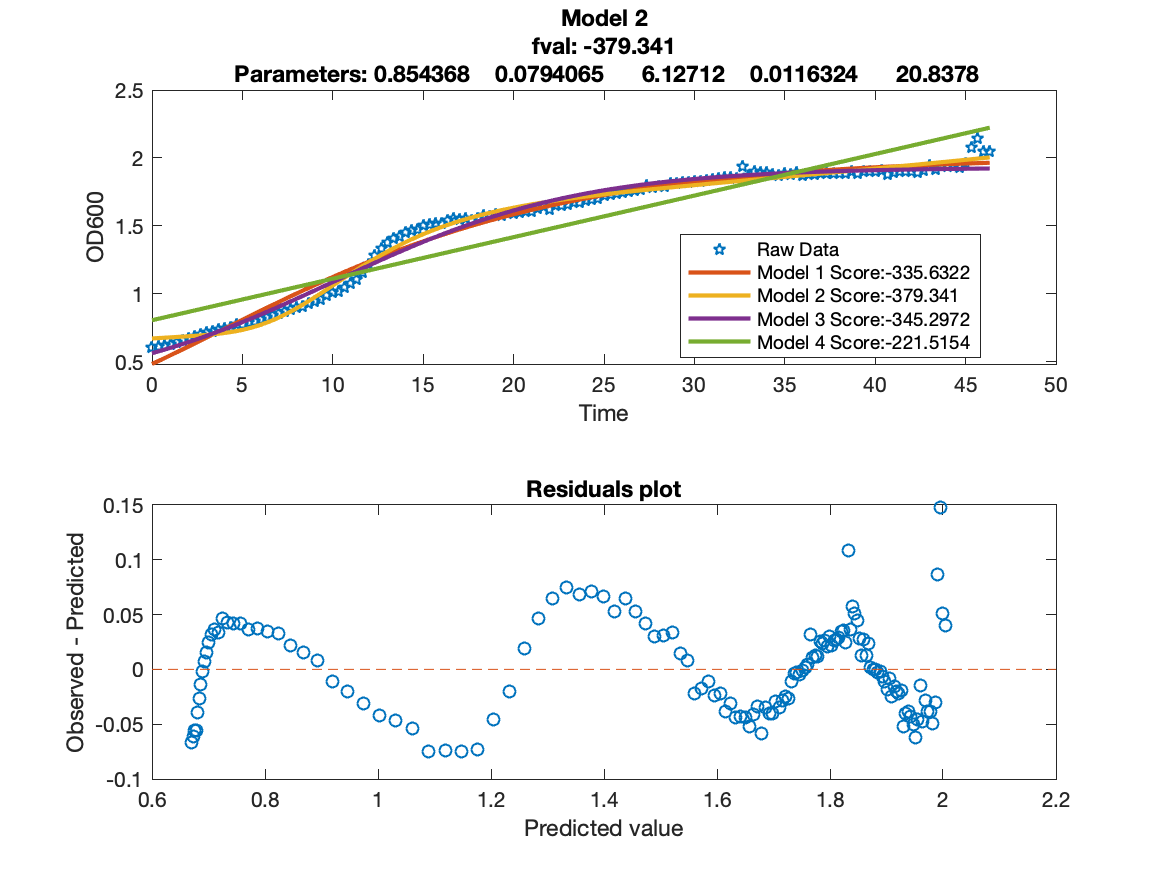 Model 2
fval: -379.341
Parameters: 0.854368 0.0794065 6.12712 0.0116324 20.8378
2.5
2
1.5
1
0.5
OD600
Raw Data
Model 1 Score:-335.6322
Model 2 Score:-379.341
Model 3 Score:-345.2972
Model 4 Score:-221.5154
0 5 10 15 20 25 30 35 40 45 50
Time
Residuals plot
0.15
0.1
0.05
0
-0.05
-0.1
Observed - Predicted
0.6 0.8 1 1.2 1.4 1.6 1.8 2 2.2
Predicted value